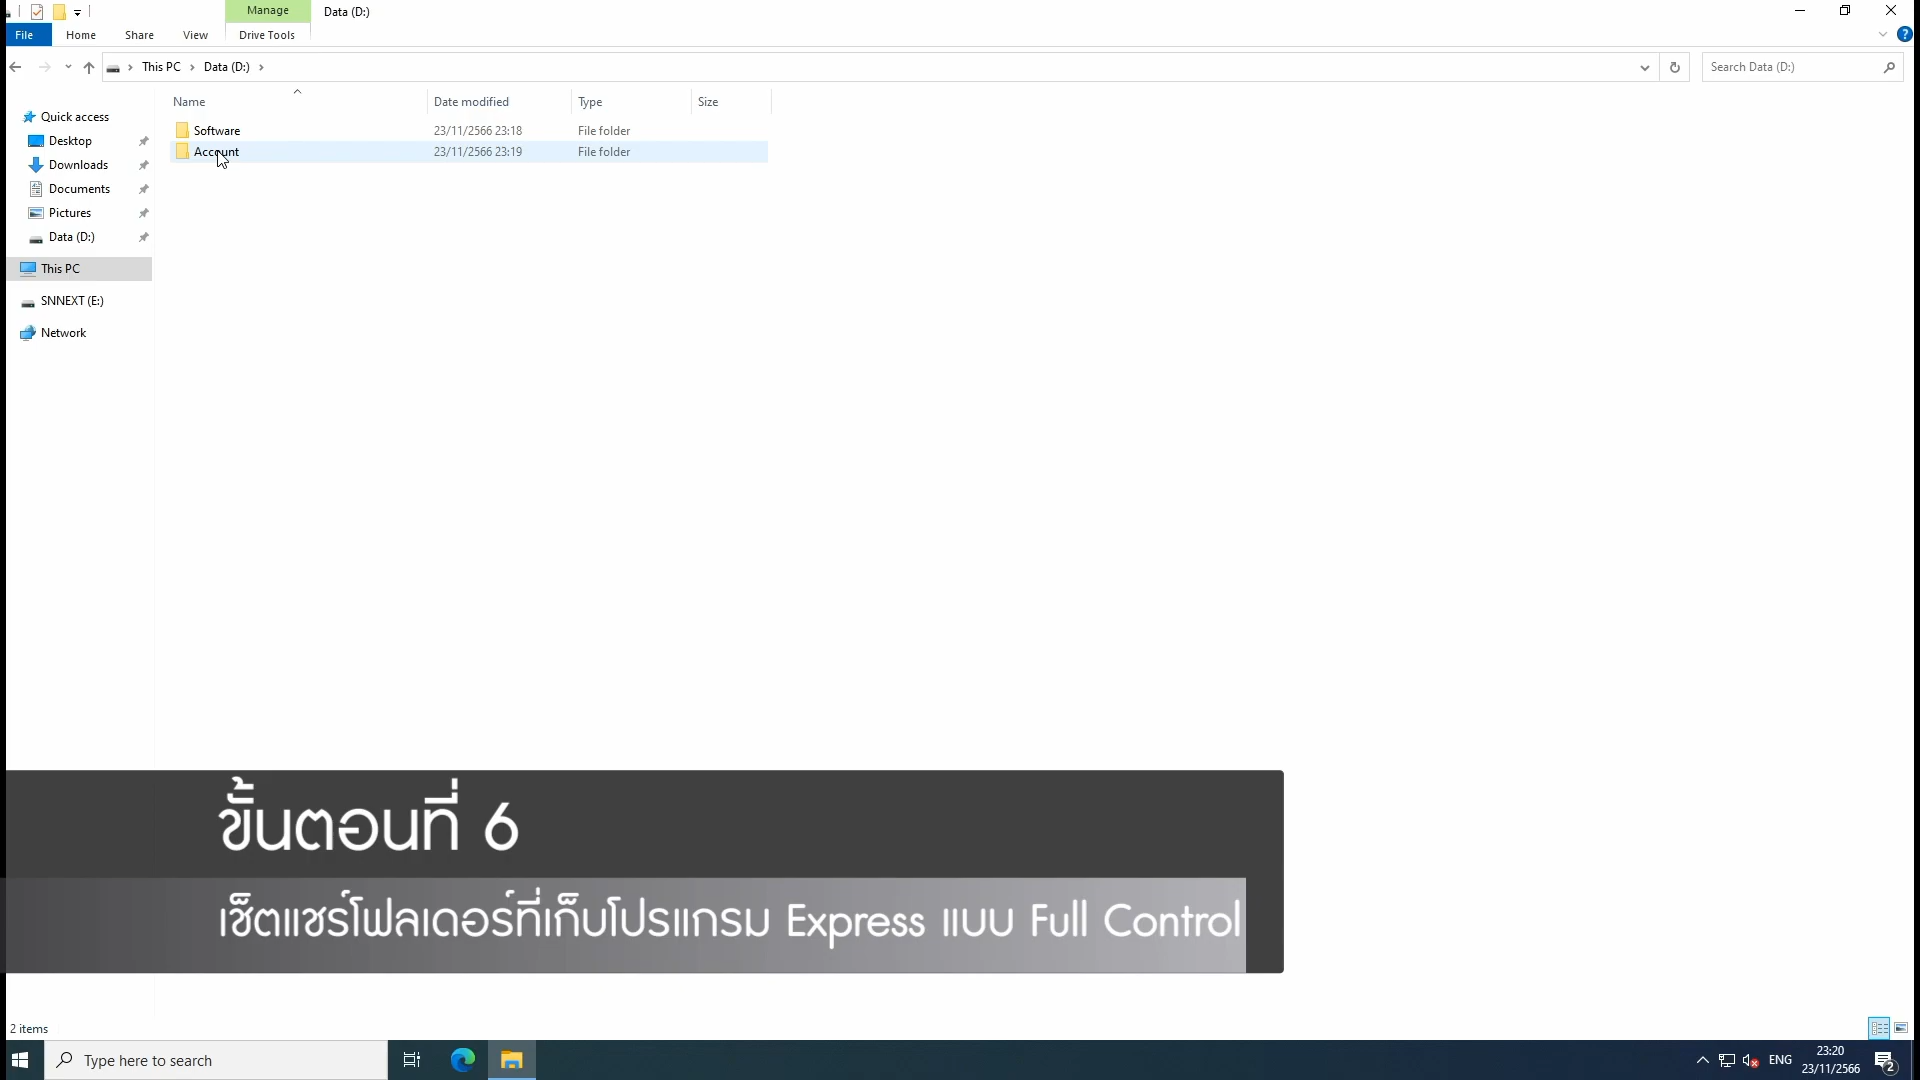 Manage
Data (D:)
File
Home
Share
View
Drive Tools
This PC
Data (D:)
Search Data (D:)
Name
Date modified
Type
Size
Quick access
Desktop
Downloads
Documents
Pictures
Data (D:)
This PC
SNNEXT (E:)
Network
Software 23/11/2566 23:18 File folder
Account 23/11/2566 23:19 File folder
ขั้นตอนที่ 6
เซ็ตแชร์โฟลเดอร์ที่เก็บโปรแกรม Express แบบ Full Control
2 items
Type here to search
ENG
23:20
23/11/2566
2